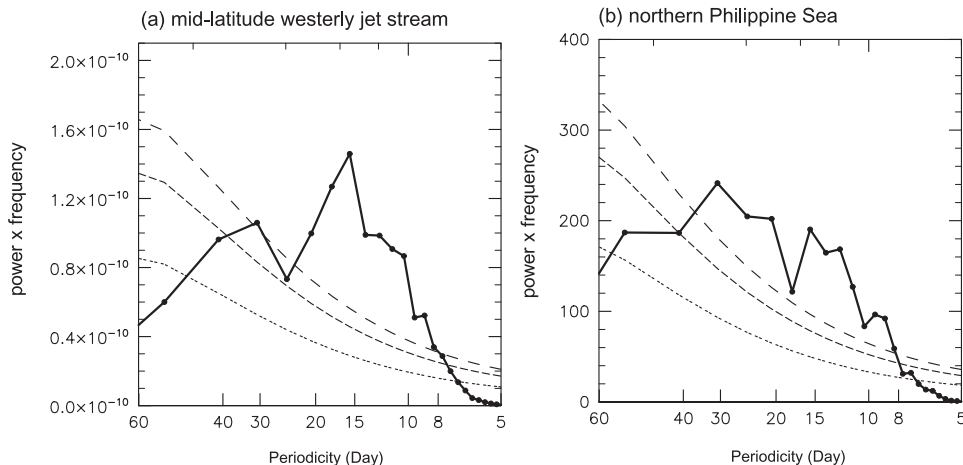 (a) mid-latitude westerly jet stream
2.0×10⁻¹⁰
1.6×10⁻¹⁰
1.2×10⁻¹⁰
0.8×10⁻¹⁰
0.4×10⁻¹⁰
0.0×10⁻¹⁰
power x frequency
60 40 30 20 15 10 8 5
Periodicity (Day)
(b) northern Philippine Sea
400
300
200
100
0
power x frequency
60 40 30 20 15 10 8 5
Periodicity (Day)